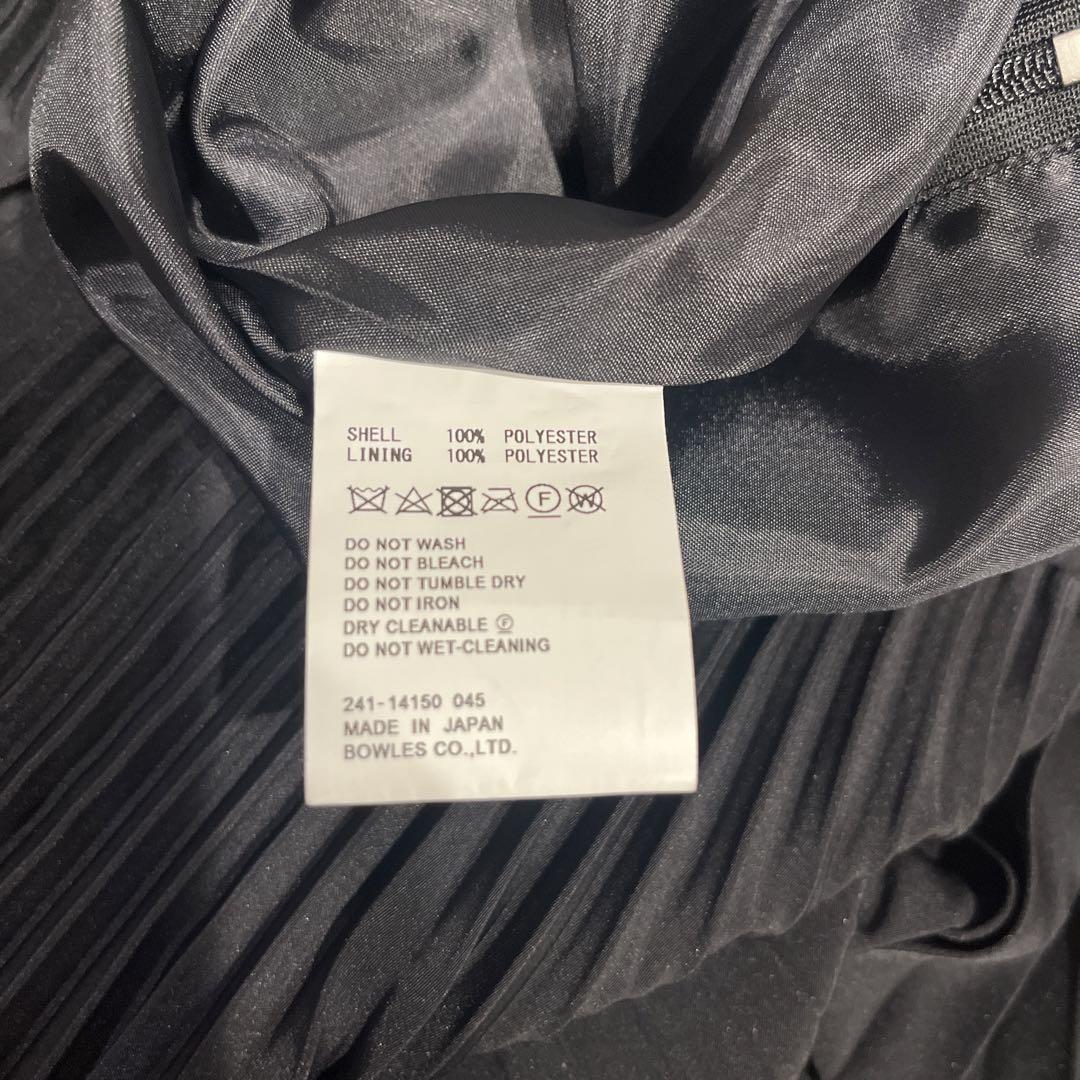 SHELL 100% POLYESTER
LINING 100% POLYESTER
F W
DO NOT WASH
DO NOT BLEACH
DO NOT TUMBLE DRY
DO NOT IRON
DRY CLEANABLE Ⓕ
DO NOT WET-CLEANING
241-14150 045
MADE IN JAPAN
BOWLES CO.,LTD.